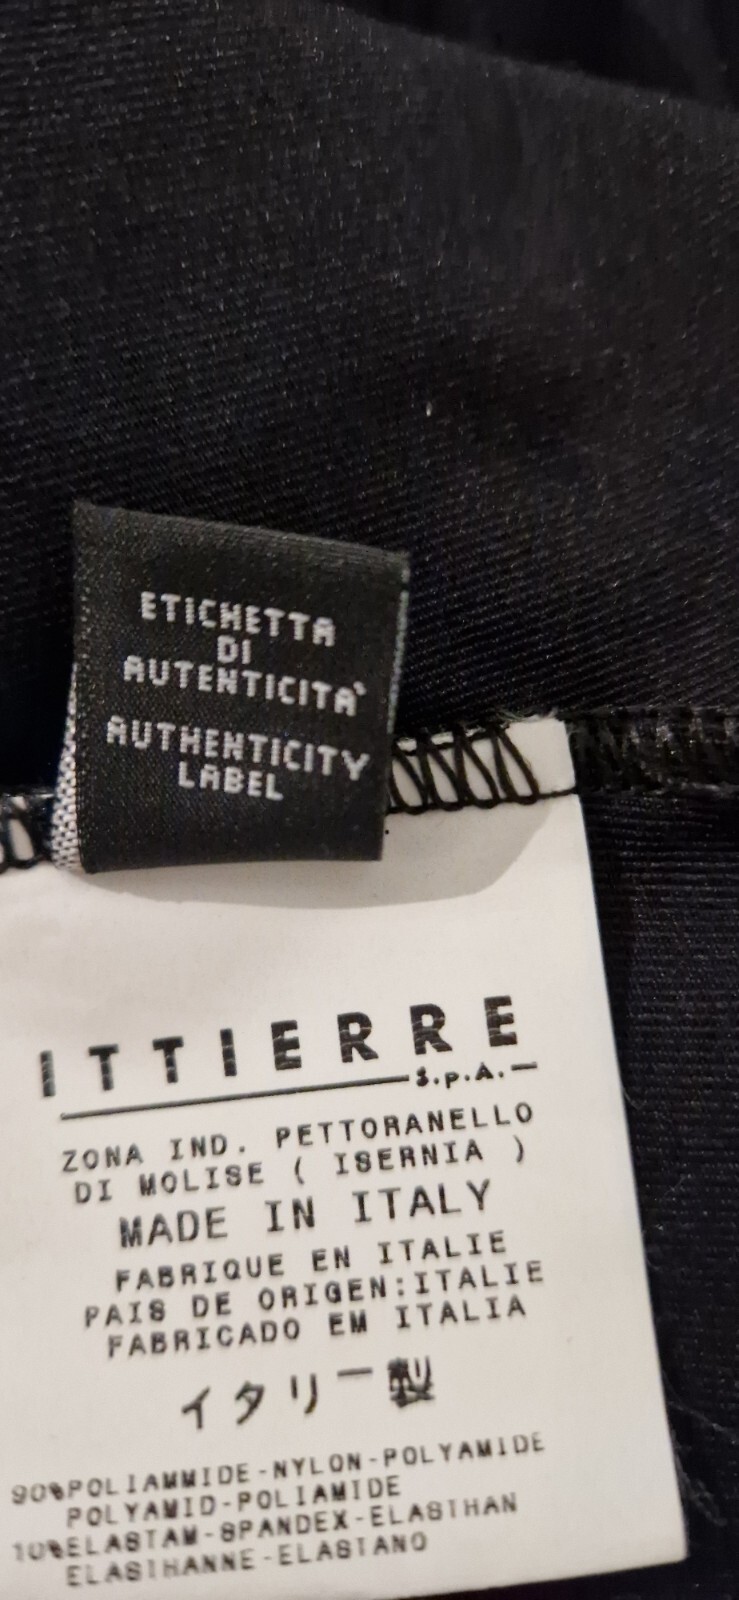 ETICHETTA
DI
AUTENTICITA'
AUTHENTICITY
LABEL
ITTIERRE
S.p.A.
ZONA IND. PETTORANELLO
DI MOLISE ( ISERNIA )
MADE IN ITALY
FABRIQUE EN ITALIE
PAIS DE ORIGEN:ITALIE
FABRICADO EM ITALIA
イタリー製
90%POLIAMMIDE-NYLON-POLYAMIDE
POLYAMID-POLIAMIDE
10%ELASTAM-SPANDEX-ELASTHAN
ELASTHANNE-ELASTANO